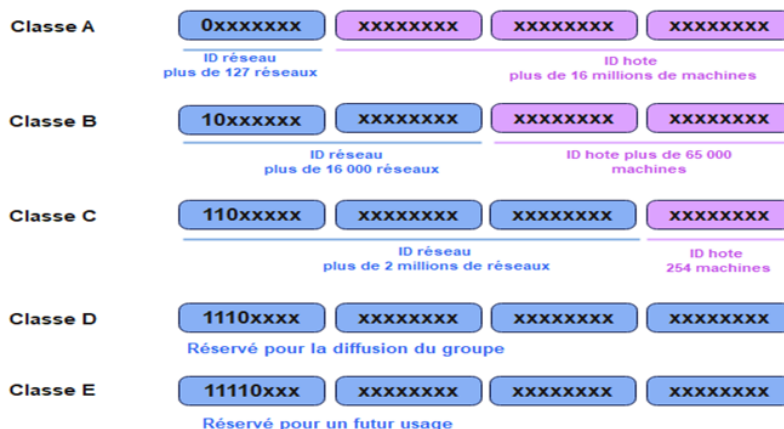 Classe A 0xxxxxxx xxxxxxxx xxxxxxxx xxxxxxxx
ID réseau
plus de 127 réseaux
ID hote
plus de 16 millions de machines
Classe B 10xxxxxx xxxxxxxx xxxxxxxx xxxxxxxx
ID réseau
plus de 16 000 réseaux
ID hote plus de 65 000
machines
Classe C 110xxxxx xxxxxxxx xxxxxxxx xxxxxxxx
ID réseau
plus de 2 millions de réseaux
ID hote
254 machines
Classe D 1110xxxx xxxxxxxx xxxxxxxx xxxxxxxx
Réservé pour la diffusion du groupe
Classe E 11110xxx xxxxxxxx xxxxxxxx xxxxxxxx
Réservé pour un futur usage